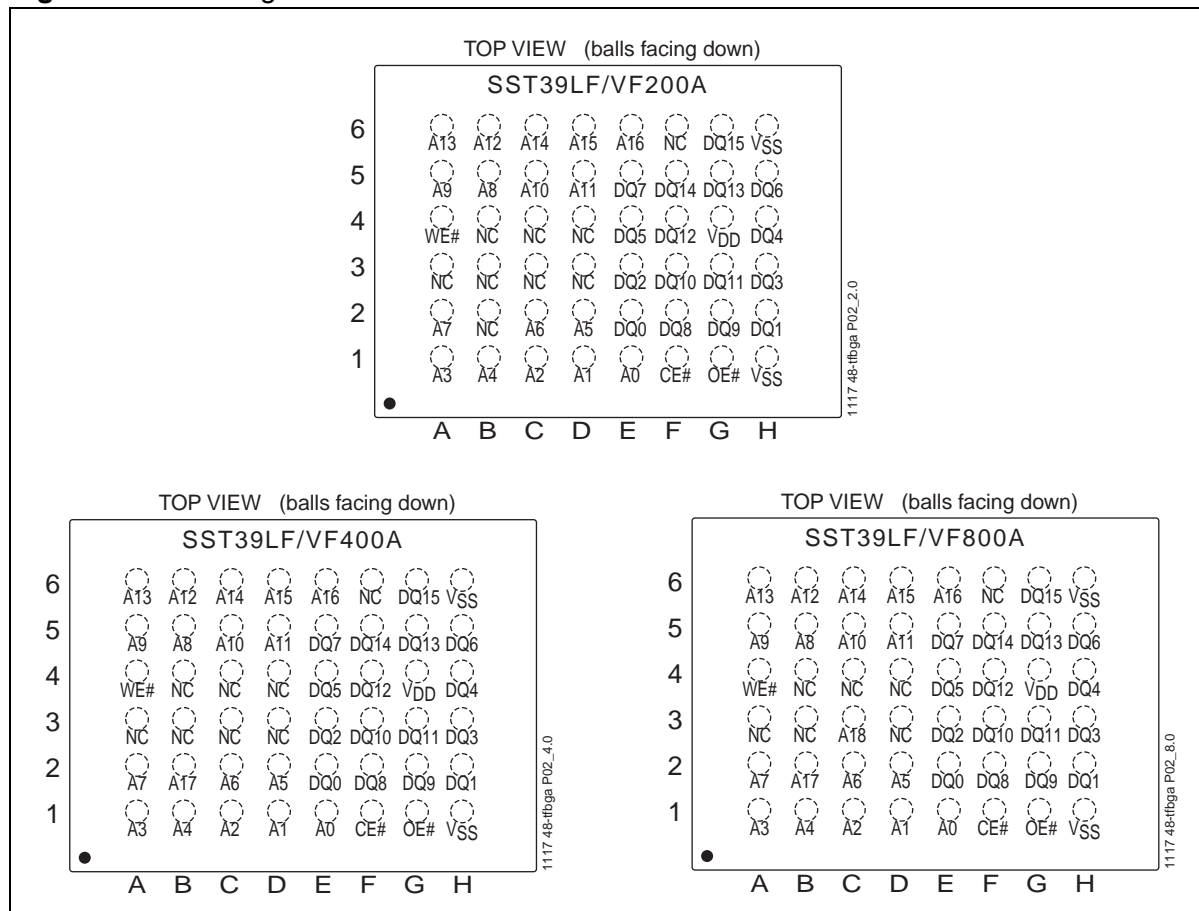 TOP VIEW (balls facing down)
SST39LF/VF200A
6 A13 A12 A14 A15 A16 NC DQ15 VSS
5 A9 A8 A10 A11 DQ7 DQ14 DQ13 DQ6
4 WE# NC NC NC DQ5 DQ12 VDD DQ4
3 NC NC NC NC DQ2 DQ10 DQ11 DQ3
2 A7 NC A6 A5 DQ0 DQ8 DQ9 DQ1
1 A3 A4 A2 A1 A0 CE# OE# VSS
A B C D E F G H
1117 48-tfbga P02_2.0
TOP VIEW (balls facing down)
SST39LF/VF400A
6 A13 A12 A14 A15 A16 NC DQ15 VSS
5 A9 A8 A10 A11 DQ7 DQ14 DQ13 DQ6
4 WE# NC NC NC DQ5 DQ12 VDD DQ4
3 NC NC NC NC DQ2 DQ10 DQ11 DQ3
2 A7 A17 A6 A5 DQ0 DQ8 DQ9 DQ1
1 A3 A4 A2 A1 A0 CE# OE# VSS
A B C D E F G H
1117 48-tfbga P02_4.0
TOP VIEW (balls facing down)
SST39LF/VF800A
6 A13 A12 A14 A15 A16 NC DQ15 VSS
5 A9 A8 A10 A11 DQ7 DQ14 DQ13 DQ6
4 WE# NC NC NC DQ5 DQ12 VDD DQ4
3 NC NC A18 NC DQ2 DQ10 DQ11 DQ3
2 A7 A17 A6 A5 DQ0 DQ8 DQ9 DQ1
1 A3 A4 A2 A1 A0 CE# OE# VSS
A B C D E F G H
1117 48-tfbga P02_8.0